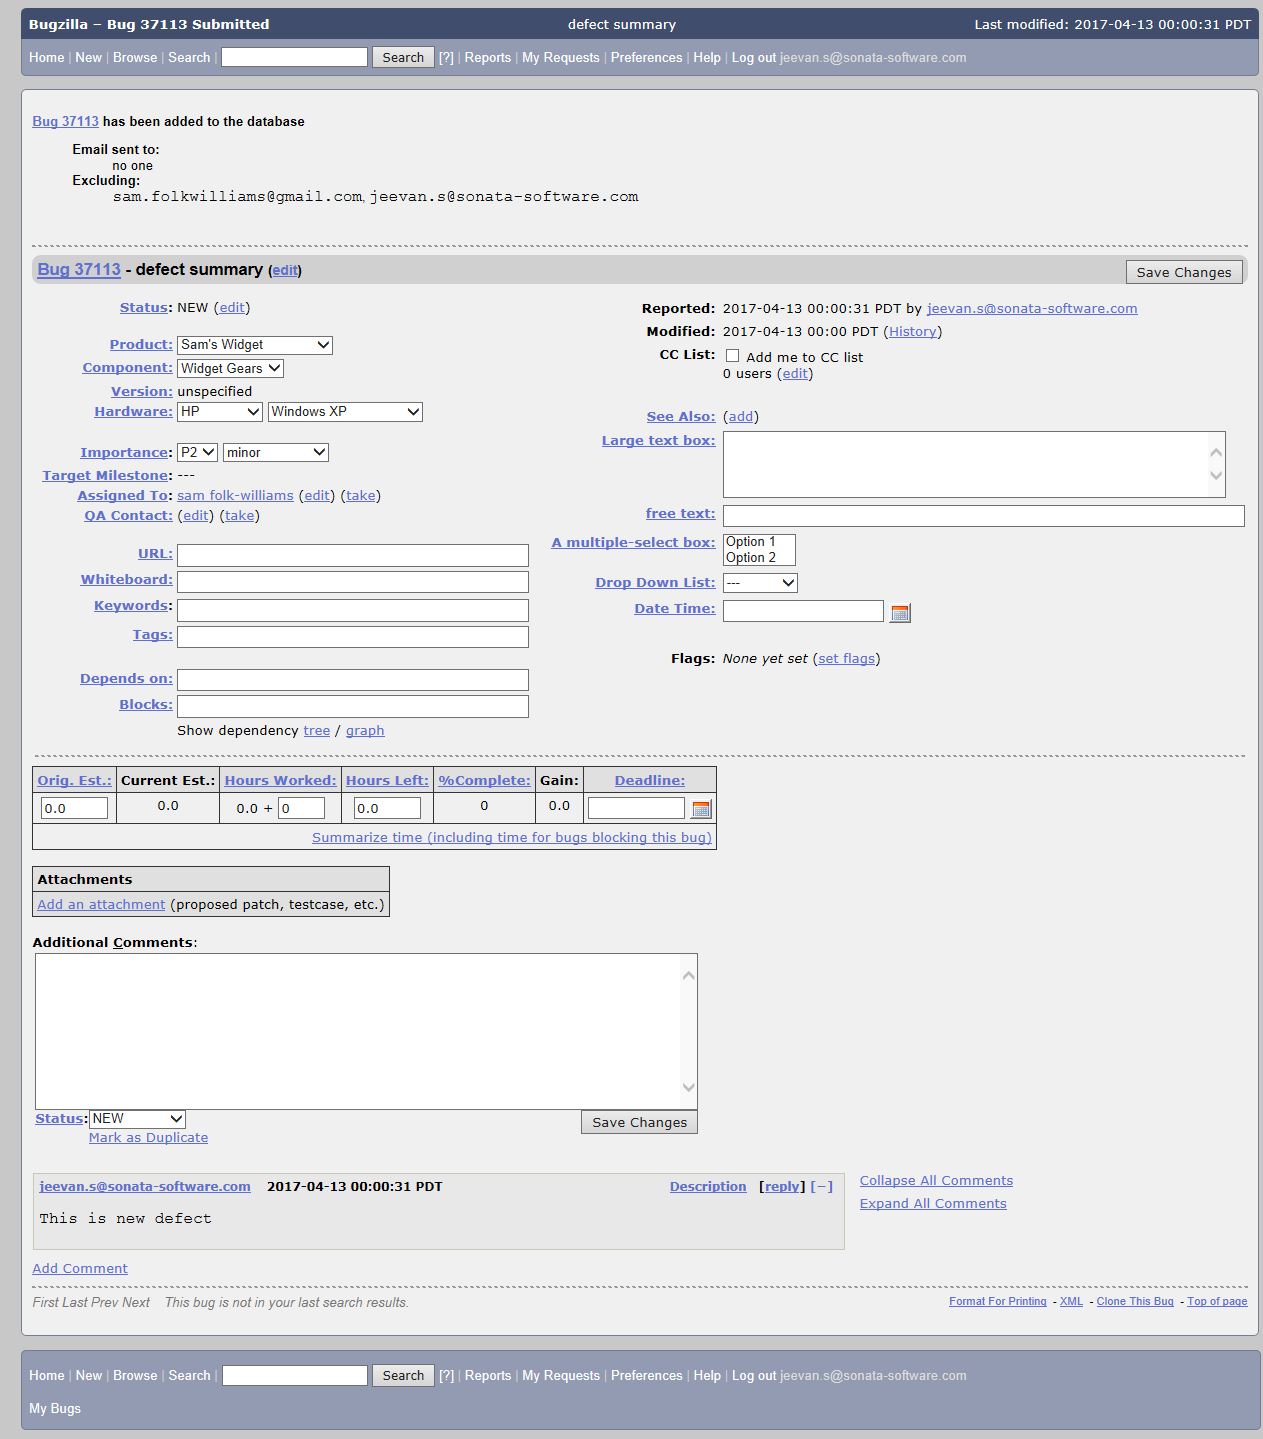 Bugzilla – Bug 37113 Submitted defect summary Last modified: 2017-04-13 00:00:31 PDT
Home | New | Browse | Search | Search [?] | Reports | My Requests | Preferences | Help | Log out jeevan.s@sonata-software.com
Bug 37113 has been added to the database
Email sent to:
no one
Excluding:
sam.folkwilliams@gmail.com, jeevan.s@sonata-software.com
Bug 37113 - defect summary (edit) Save Changes
Status: NEW (edit)
Product: Sam's Widget
Component: Widget Gears
Version: unspecified
Hardware: HP Windows XP
Importance: P2 minor
Target Milestone: ---
Assigned To: sam folk-williams (edit) (take)
QA Contact: (edit) (take)
URL:
Whiteboard:
Keywords:
Tags:
Depends on:
Blocks:
Show dependency tree / graph
Reported: 2017-04-13 00:00:31 PDT by jeevan.s@sonata-software.com
Modified: 2017-04-13 00:00 PDT (History)
CC List: Add me to CC list
0 users (edit)
See Also: (add)
Large text box:
free text:
A multiple-select box: Option 1
Option 2
Drop Down List: ---
Date Time:
Flags: None yet set (set flags)
Orig. Est.: Current Est.: Hours Worked: Hours Left: %Complete: Gain: Deadline:
0.0 0.0 0.0 + 0 0.0 0 0.0
Summarize time (including time for bugs blocking this bug)
Attachments
Add an attachment (proposed patch, testcase, etc.)
Additional Comments:
Status: NEW Save Changes
Mark as Duplicate
jeevan.s@sonata-software.com 2017-04-13 00:00:31 PDT Description [reply] [−]
This is new defect
Collapse All Comments
Expand All Comments
Add Comment
First Last Prev Next This bug is not in your last search results. Format For Printing - XML - Clone This Bug - Top of page
Home | New | Browse | Search | Search [?] | Reports | My Requests | Preferences | Help | Log out jeevan.s@sonata-software.com
My Bugs